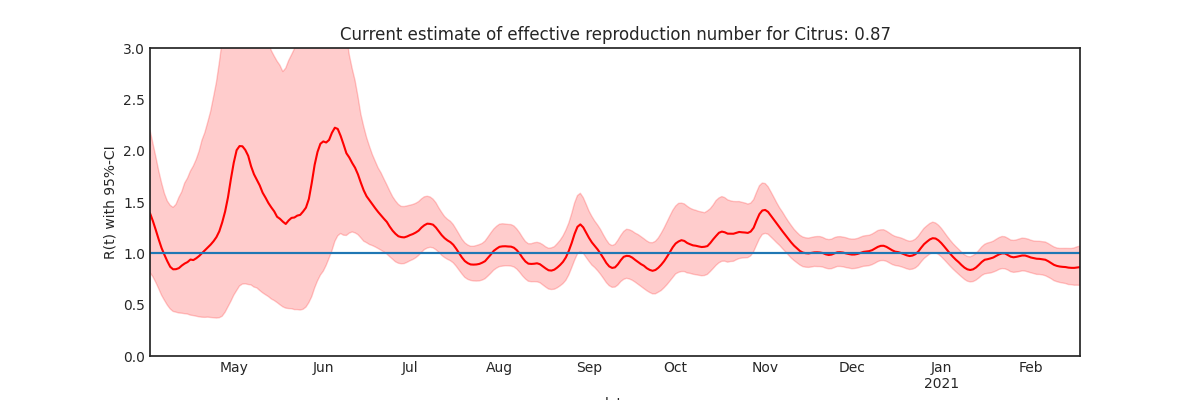 Current estimate of effective reproduction number for Citrus: 0.87
R(t) with 95%-CI
3.0
2.5
2.0
1.5
1.0
0.5
0.0
May Jun Jul Aug Sep Oct Nov Dec Jan Feb
2021